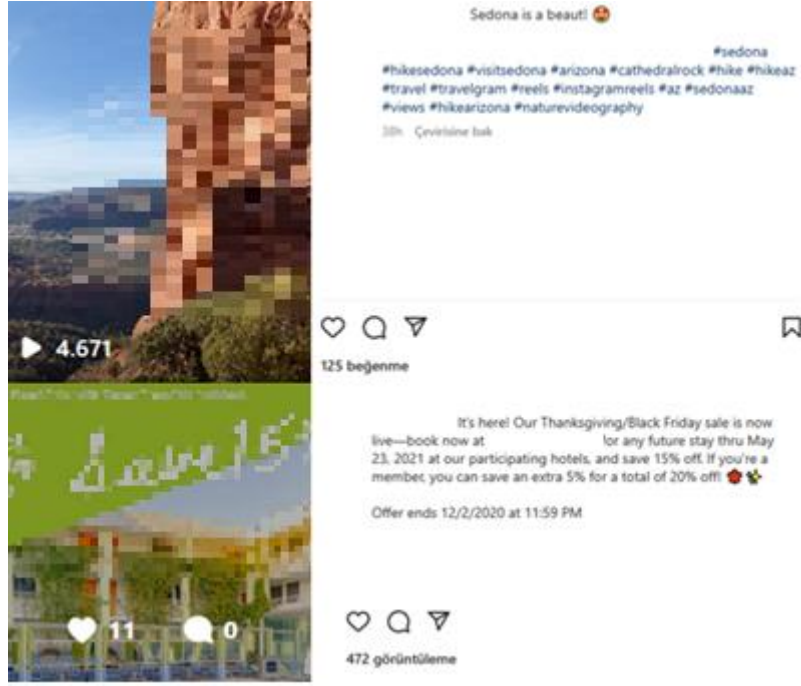 Sedona is a beaut! 🤩
#sedona
#hikesedona #visitsedona #arizona #cathedralrock #hike #hikeaz
#travel #travelgram #reels #instagramreels #az #sedonaaz
#views #hikearizona #naturevideography
38h Çevirisine bak
4.671
125 beğenme
Save 15
It's here! Our Thanksgiving/Black Friday sale is now
live—book now at for any future stay thru May
23, 2021 at our participating hotels, and save 15% off. If you're a
member, you can save an extra 5% for a total of 20% off!
Offer ends 12/2/2020 at 11:59 PM
11 0
472 görüntüleme